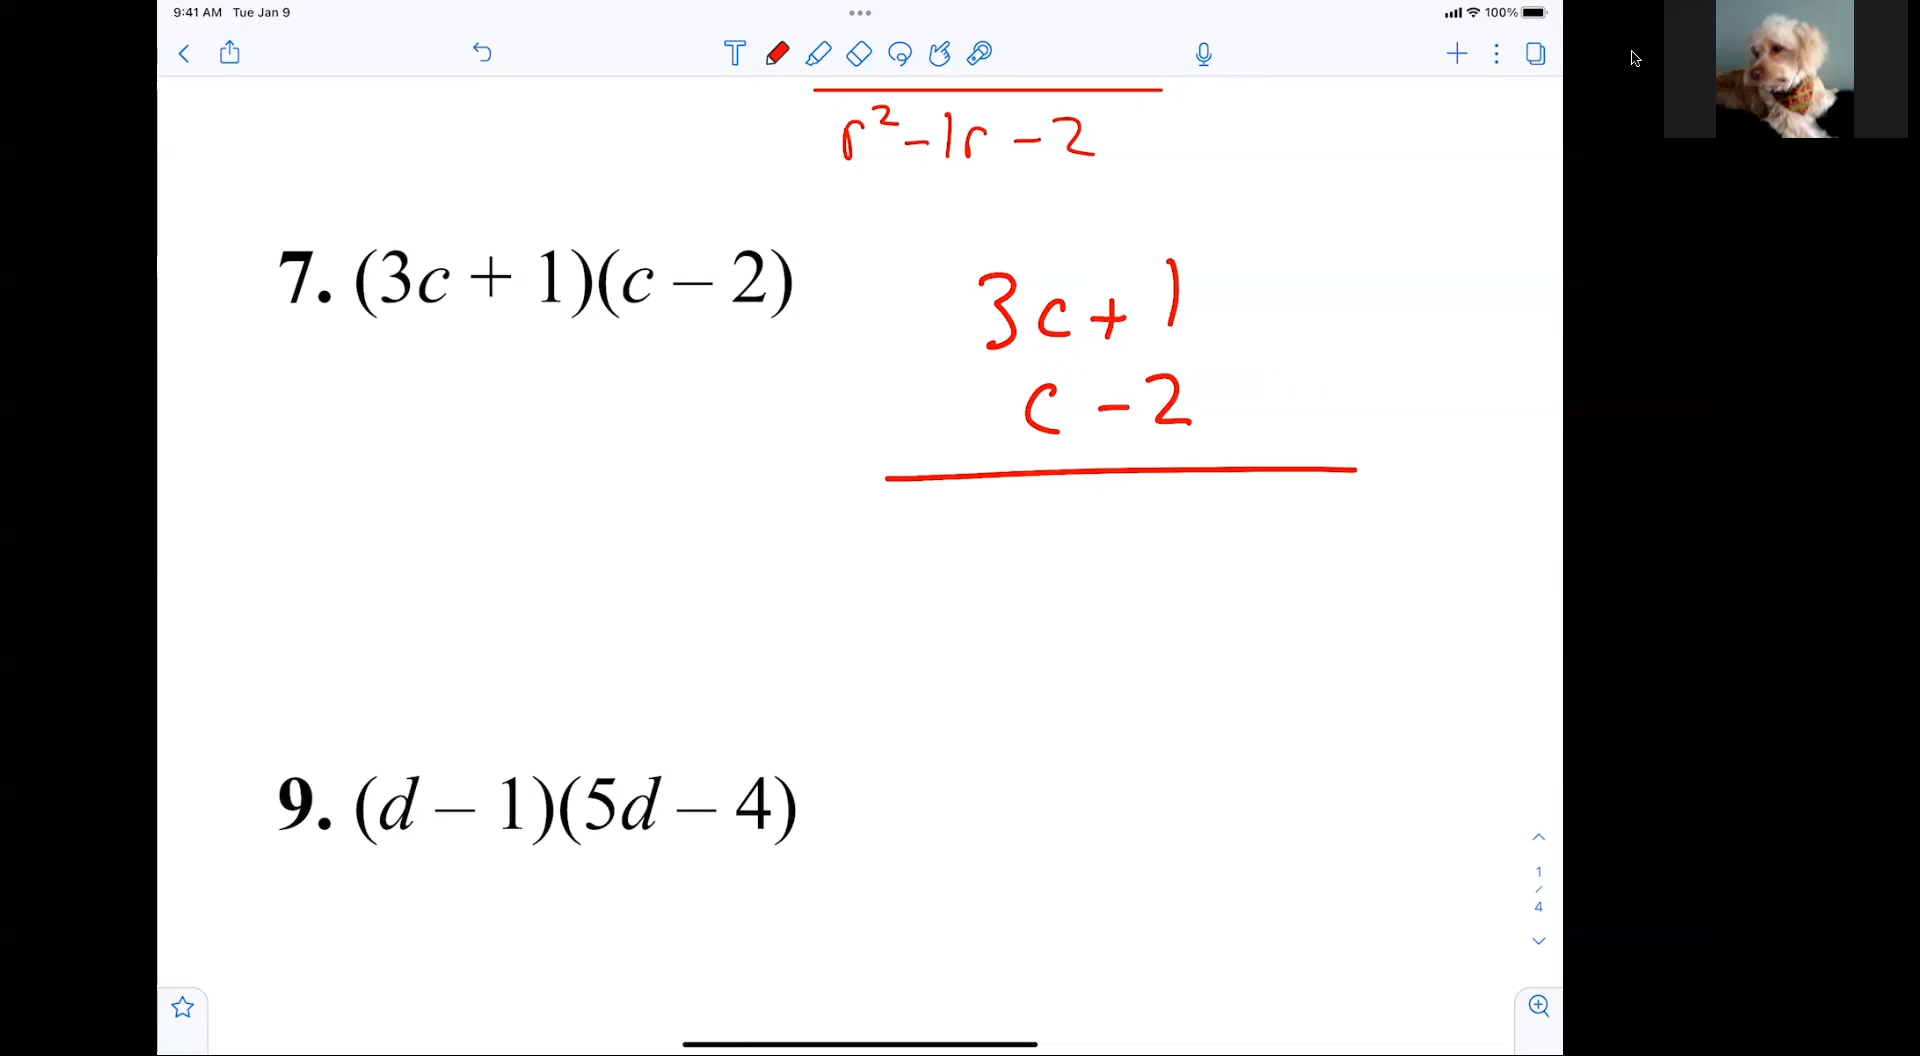 9:41 AM Tue Jan 9
100%
r² - 1r - 2
7. (3c + 1)(c – 2)
3c + 1
c - 2
9. (d – 1)(5d – 4)
1
/
4